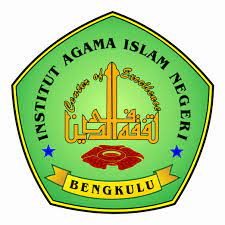 INSTITUT AGAMA ISLAM NEGERI
Center of Excellence
BENGKULU